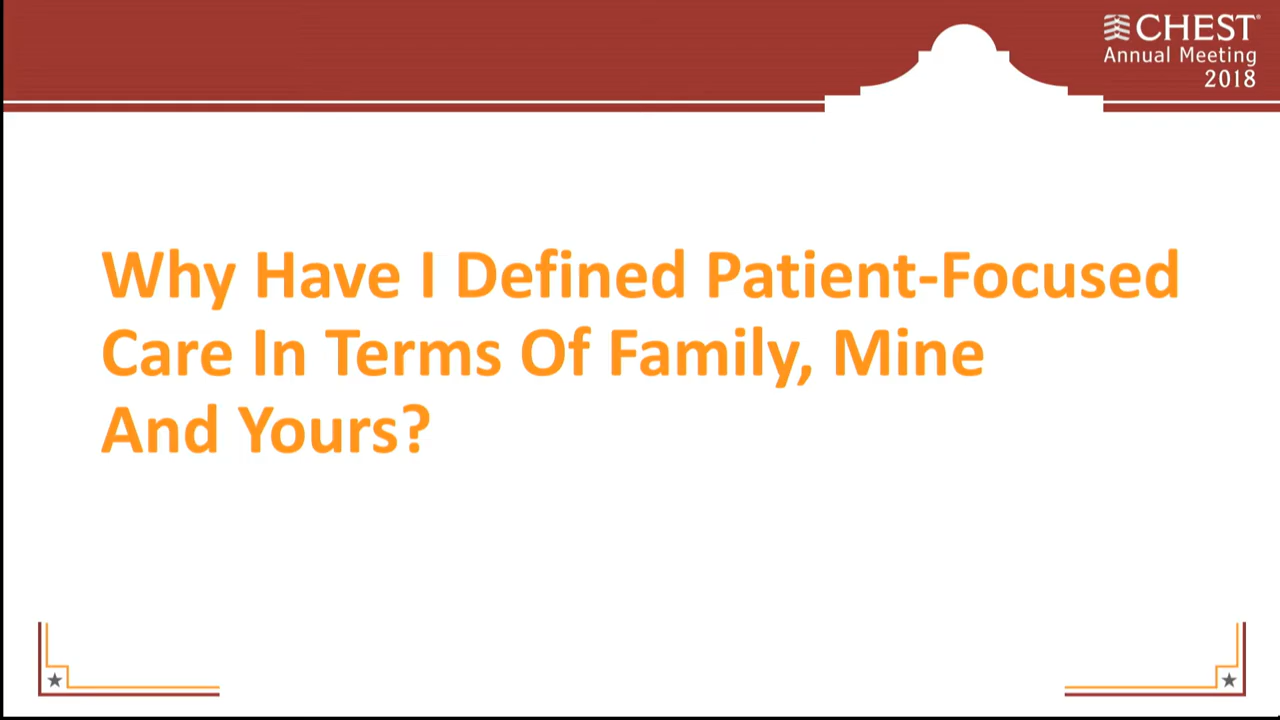 CHEST
Annual Meeting
2018
Why Have I Defined Patient-Focused
Care In Terms Of Family, Mine
And Yours?